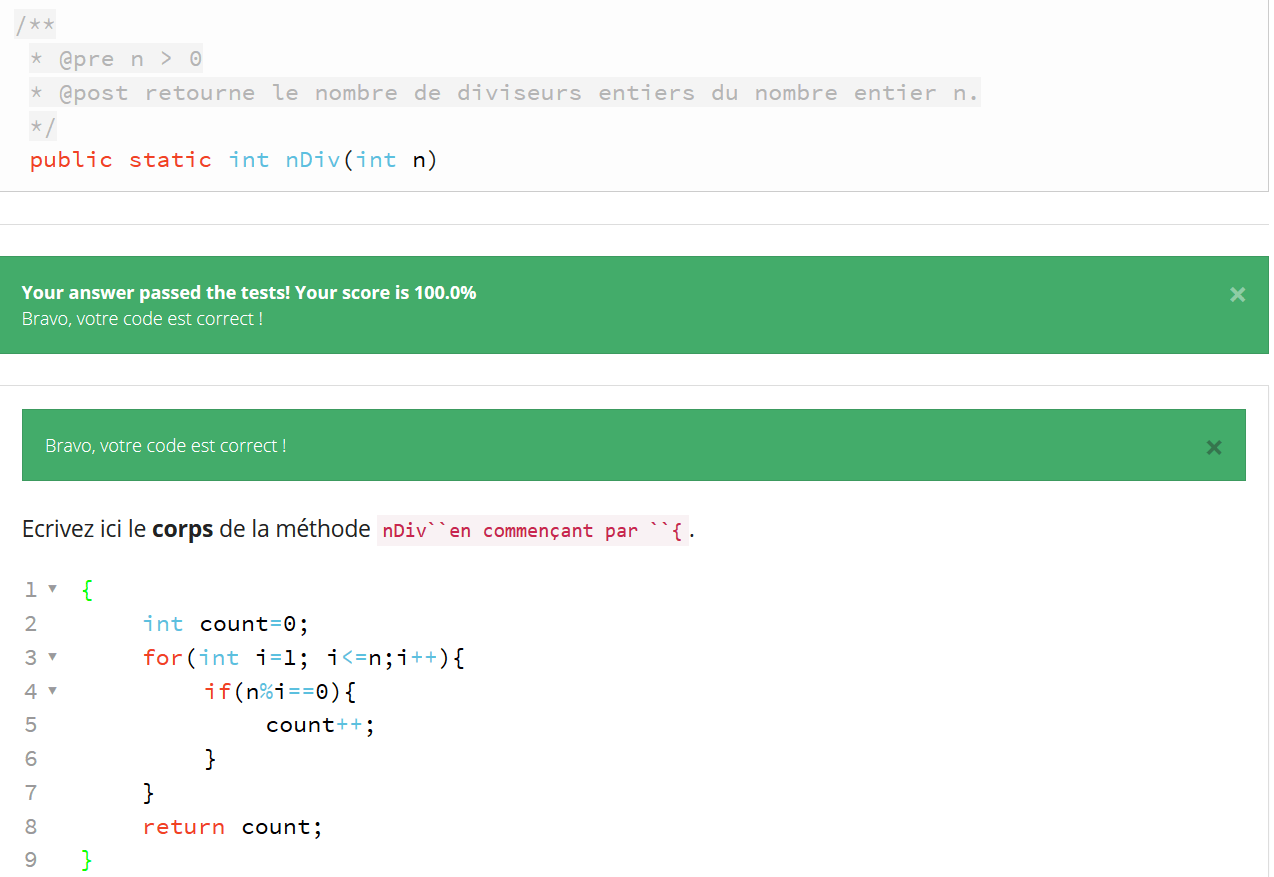 /**
* @pre n > 0
* @post retourne le nombre de diviseurs entiers du nombre entier n.
*/
public static int nDiv(int n)
Your answer passed the tests! Your score is 100.0%
Bravo, votre code est correct !
Bravo, votre code est correct !
Ecrivez ici le corps de la méthode nDiv``en commençant par ``{.
1 {
2 int count=0;
3 for(int i=1; i<=n;i++){
4 if(n%i==0){
5 count++;
6 }
7 }
8 return count;
9 }